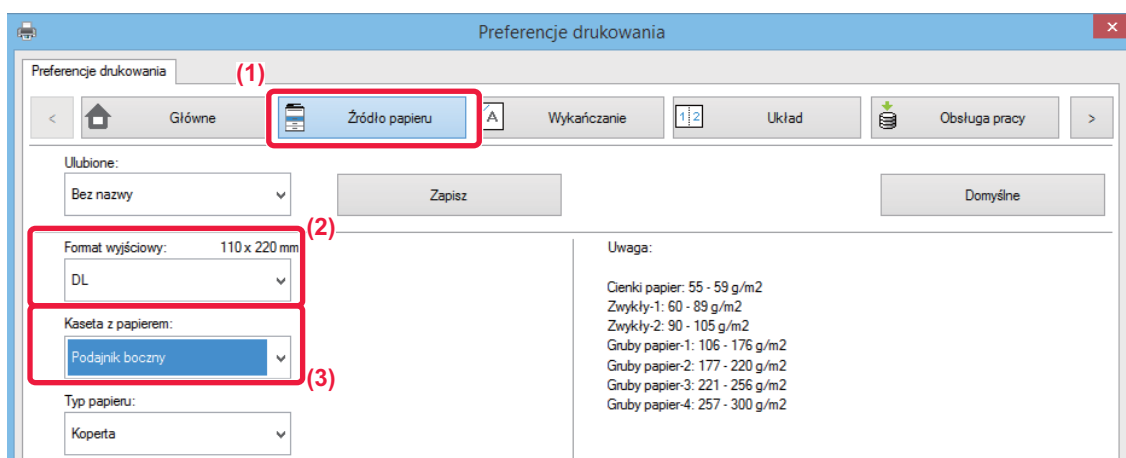 Preferencje drukowania
×
Preferencje drukowania
(1)
< Główne Źródło papieru A Wykańczanie 1 2 Układ Obsługa pracy >
Ulubione:
Bez nazwy Zapisz Domyślne
(2)
Format wyjściowy: 110 x 220 mm
DL
Kaseta z papierem:
Podajnik boczny
(3)
Typ papieru:
Koperta
Uwaga:
Cienki papier: 55 - 59 g/m2
Zwykły-1: 60 - 89 g/m2
Zwykły-2: 90 - 105 g/m2
Gruby papier-1: 106 - 176 g/m2
Gruby papier-2: 177 - 220 g/m2
Gruby papier-3: 221 - 256 g/m2
Gruby papier-4: 257 - 300 g/m2